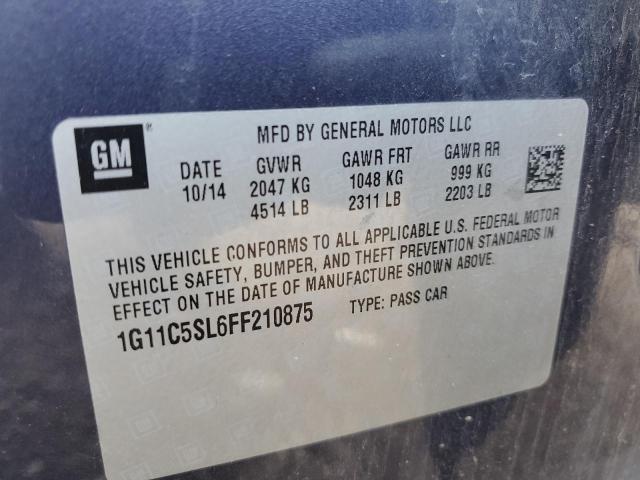 GM
MFD BY GENERAL MOTORS LLC
DATE GVWR GAWR FRT GAWR RR
10/14 2047 KG 1048 KG 999 KG
4514 LB 2311 LB 2203 LB
THIS VEHICLE CONFORMS TO ALL APPLICABLE U.S. FEDERAL MOTOR
VEHICLE SAFETY, BUMPER, AND THEFT PREVENTION STANDARDS IN
EFFECT ON THE DATE OF MANUFACTURE SHOWN ABOVE.
1G11C5SL6FF210875 TYPE: PASS CAR